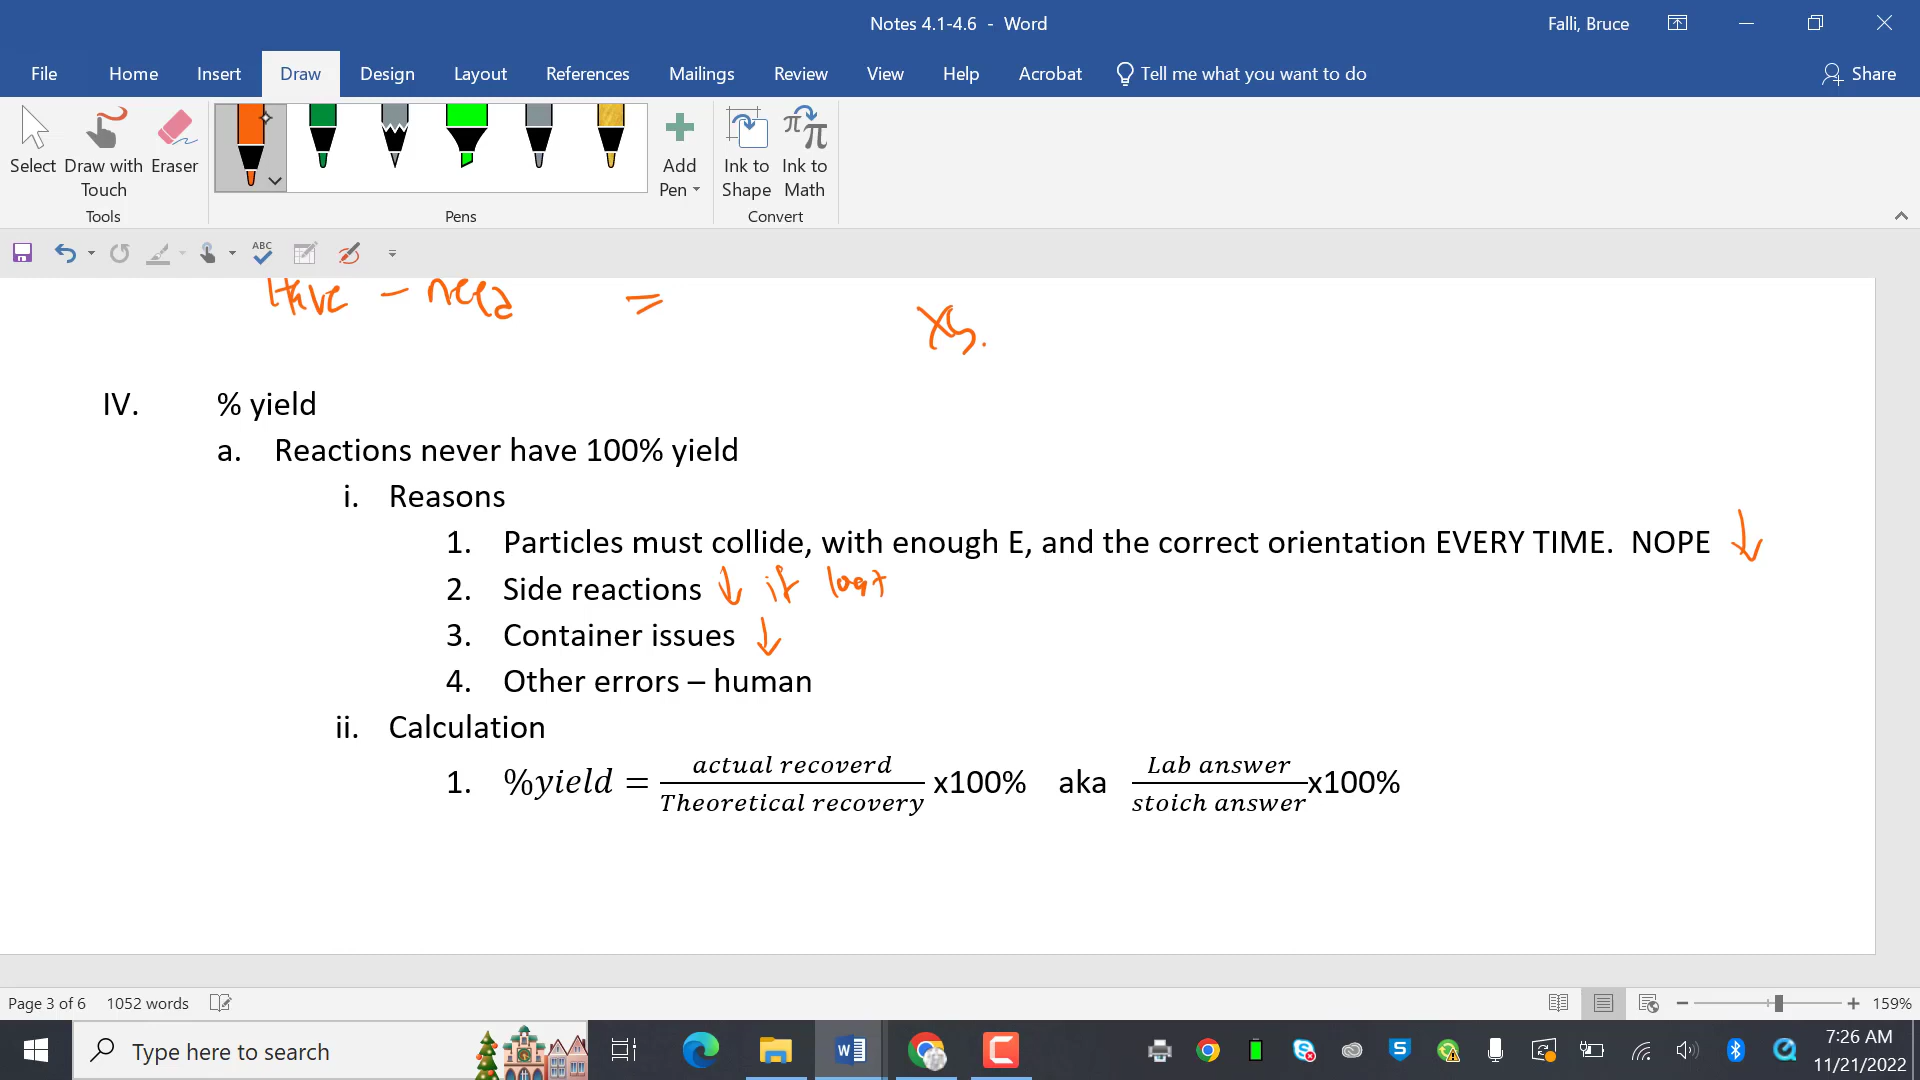 Notes 4.1-4.6 - Word
Falli, Bruce
File Home Insert Draw Design Layout References Mailings Review View Help Acrobat Tell me what you want to do Share
Select Draw with Touch Eraser Add Pen Ink to Shape Ink to Math
Tools Pens Convert
ABC
Have - need =
XS.
IV. % yield
a. Reactions never have 100% yield
i. Reasons
1. Particles must collide, with enough E, and the correct orientation EVERY TIME. NOPE ↓
2. Side reactions ↓ if
3. Container issues ↓
4. Other errors – human
ii. Calculation
1. %yield = actual recoverd / Theoretical recovery x100% aka Lab answer / stoich answer x100%
Page 3 of 6 1052 words 159%
Type here to search
7:26 AM
11/21/2022